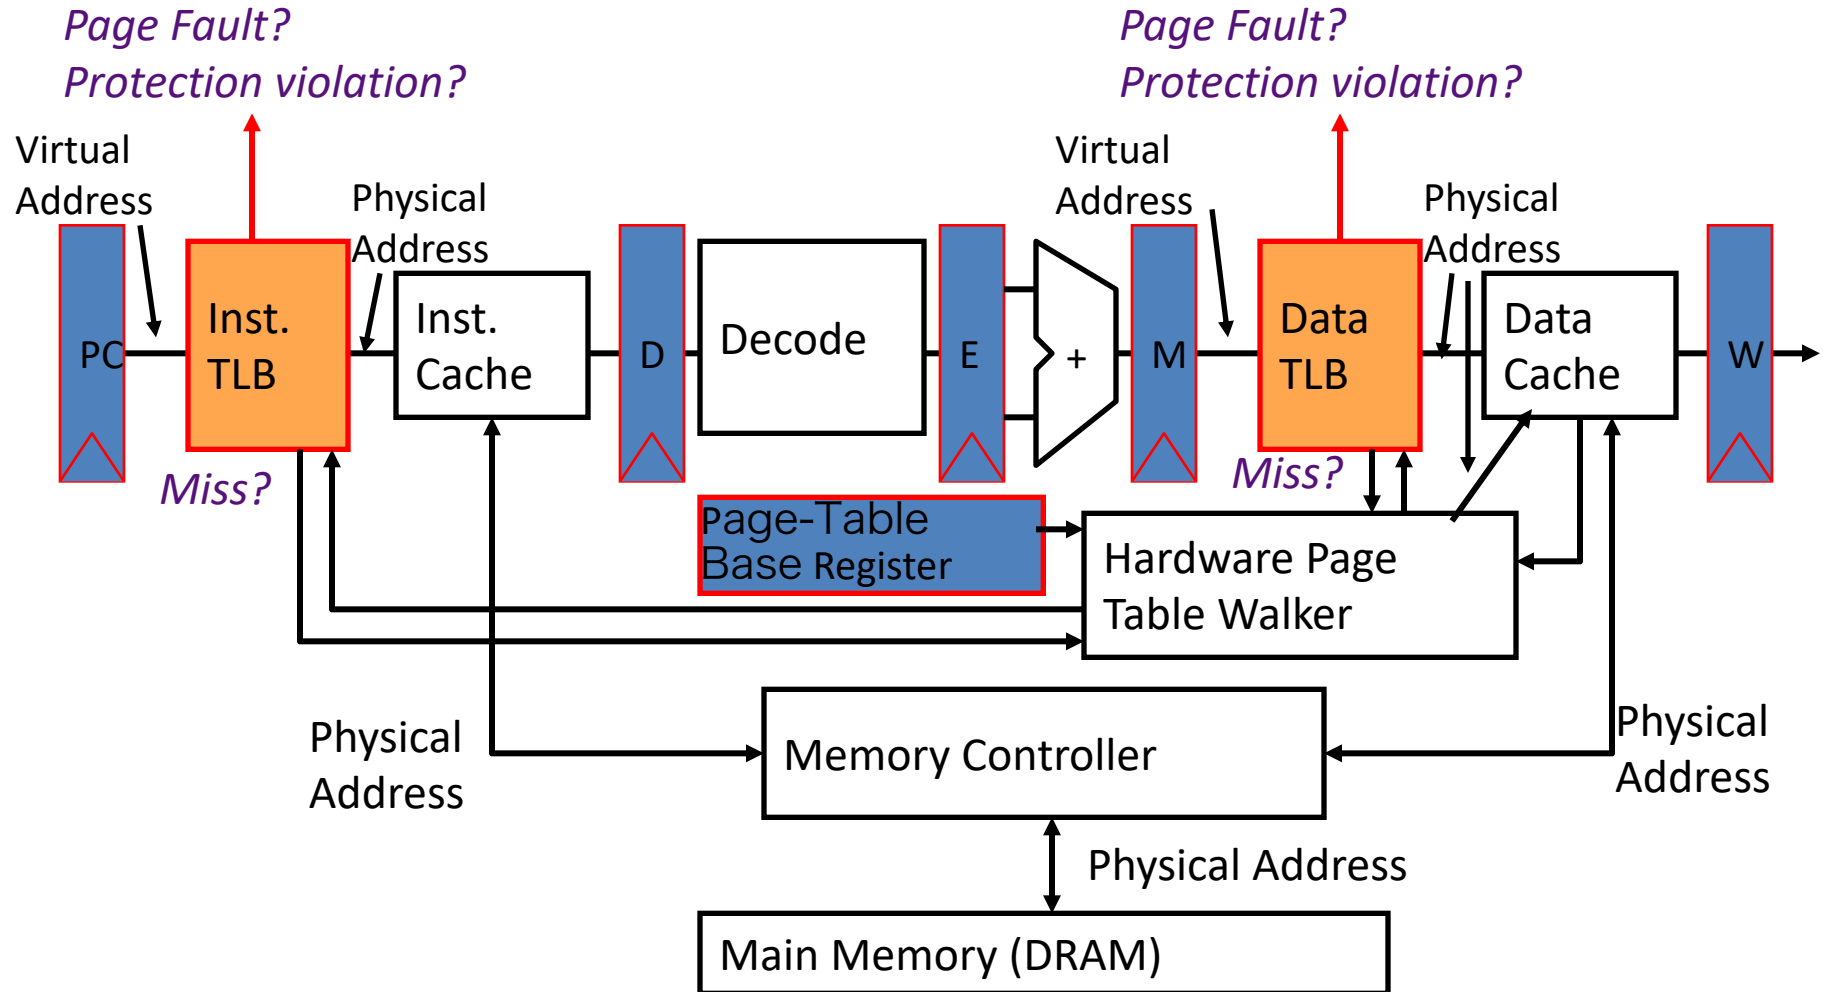 Page Fault?
Protection violation?
Page Fault?
Protection violation?
Virtual
Address
Physical
Address
Virtual
Address
Physical
Address
PC
Inst.
TLB
Inst.
Cache
D
Decode
E
+
M
Data
TLB
Data
Cache
W
Miss?
Miss?
Page-Table
Base Register
Hardware Page
Table Walker
Physical
Address
Memory Controller
Physical
Address
Physical Address
Main Memory (DRAM)